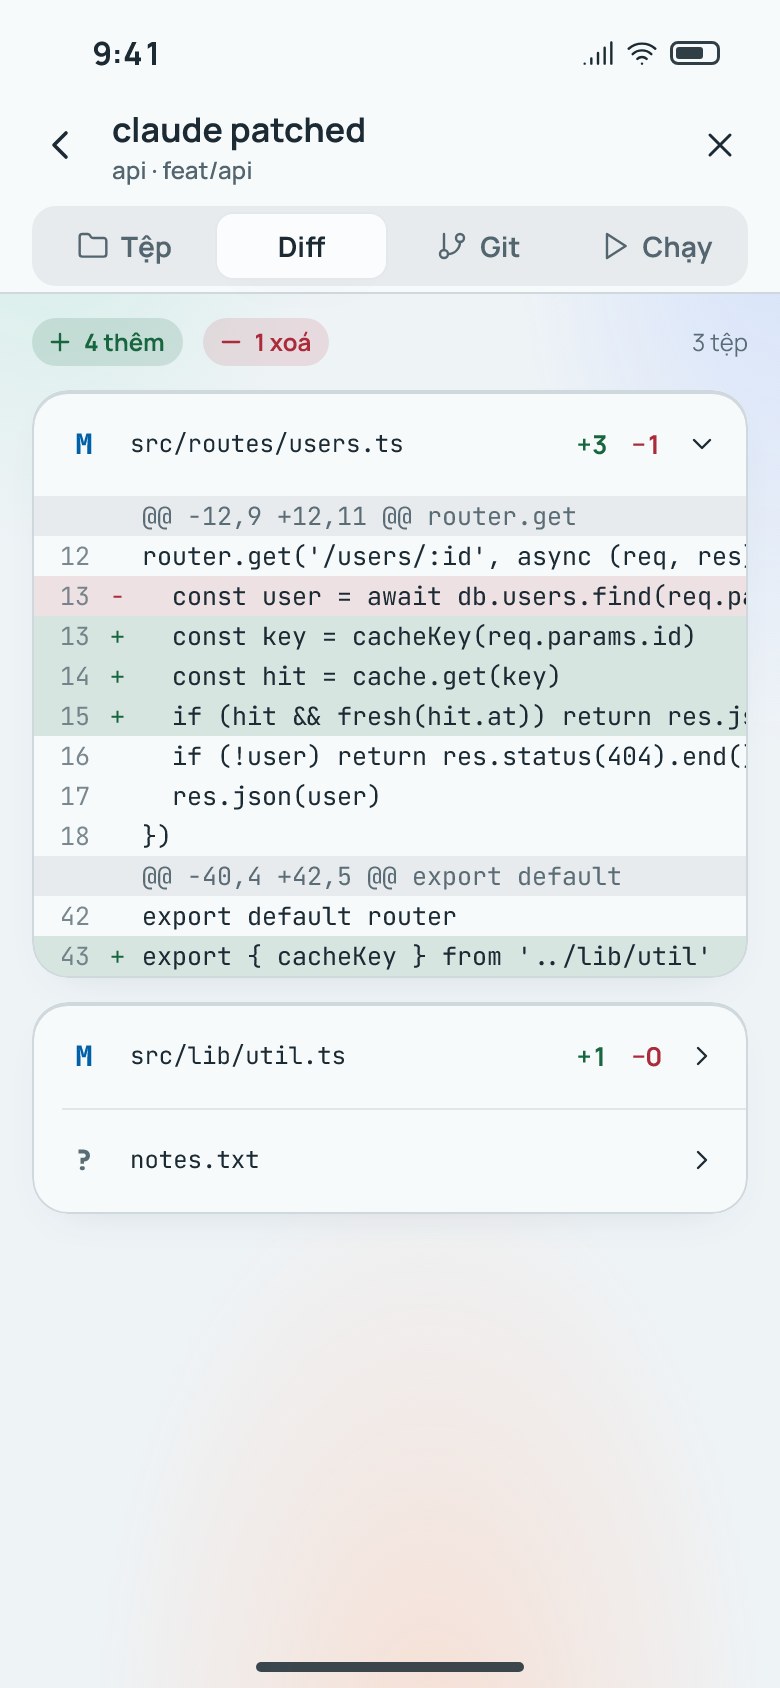 9:41
claude patched
api · feat/api
Tệp Diff Git Chạy
+ 4 thêm − 1 xoá 3 tệp
M src/routes/users.ts +3 −1
@@ -12,9 +12,11 @@ router.get
12 router.get('/users/:id', async (req, res)
13 - const user = await db.users.find(req.pa
13 + const key = cacheKey(req.params.id)
14 + const hit = cache.get(key)
15 + if (hit && fresh(hit.at)) return res.js
16 if (!user) return res.status(404).end()
17 res.json(user)
18 })
@@ -40,4 +42,5 @@ export default
42 export default router
43 + export { cacheKey } from '../lib/util'
M src/lib/util.ts +1 −0
? notes.txt